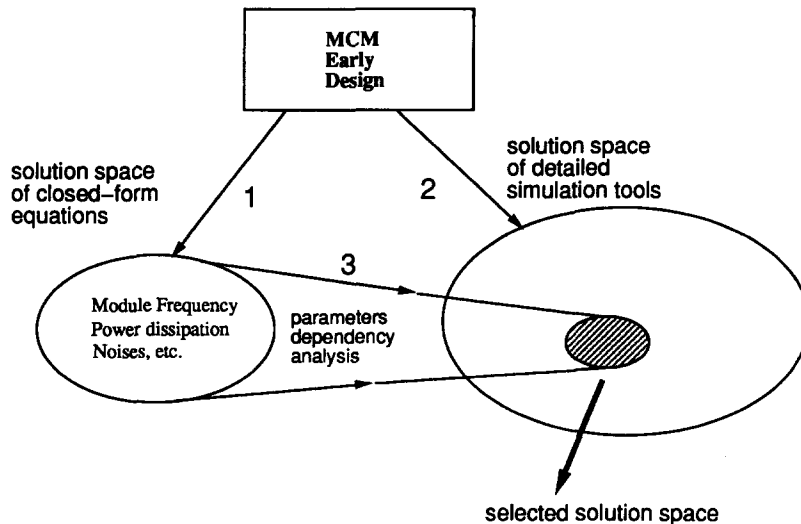 MCM
Early
Design
solution space
of closed-form
equations
1
2
solution space
of detailed
simulation tools
3
Module Frequency
Power dissipation
Noises, etc.
parameters
dependency
analysis
selected solution space